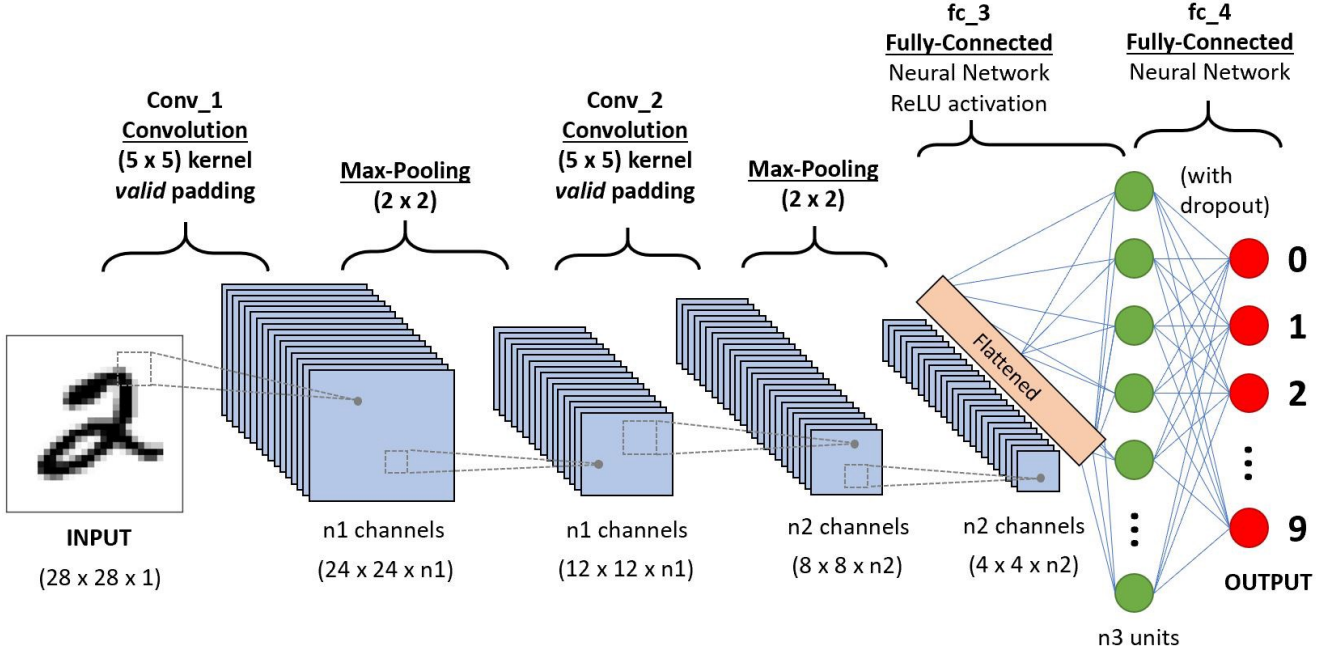 Conv_1
Convolution
(5 x 5) kernel
valid padding
Max-Pooling
(2 x 2)
Conv_2
Convolution
(5 x 5) kernel
valid padding
Max-Pooling
(2 x 2)
fc_3
Fully-Connected
Neural Network
ReLU activation
fc_4
Fully-Connected
Neural Network
(with
dropout)
Flattened
0
1
2
9
INPUT
(28 x 28 x 1)
n1 channels
(24 x 24 x n1)
n1 channels
(12 x 12 x n1)
n2 channels
(8 x 8 x n2)
n2 channels
(4 x 4 x n2)
OUTPUT
n3 units
2